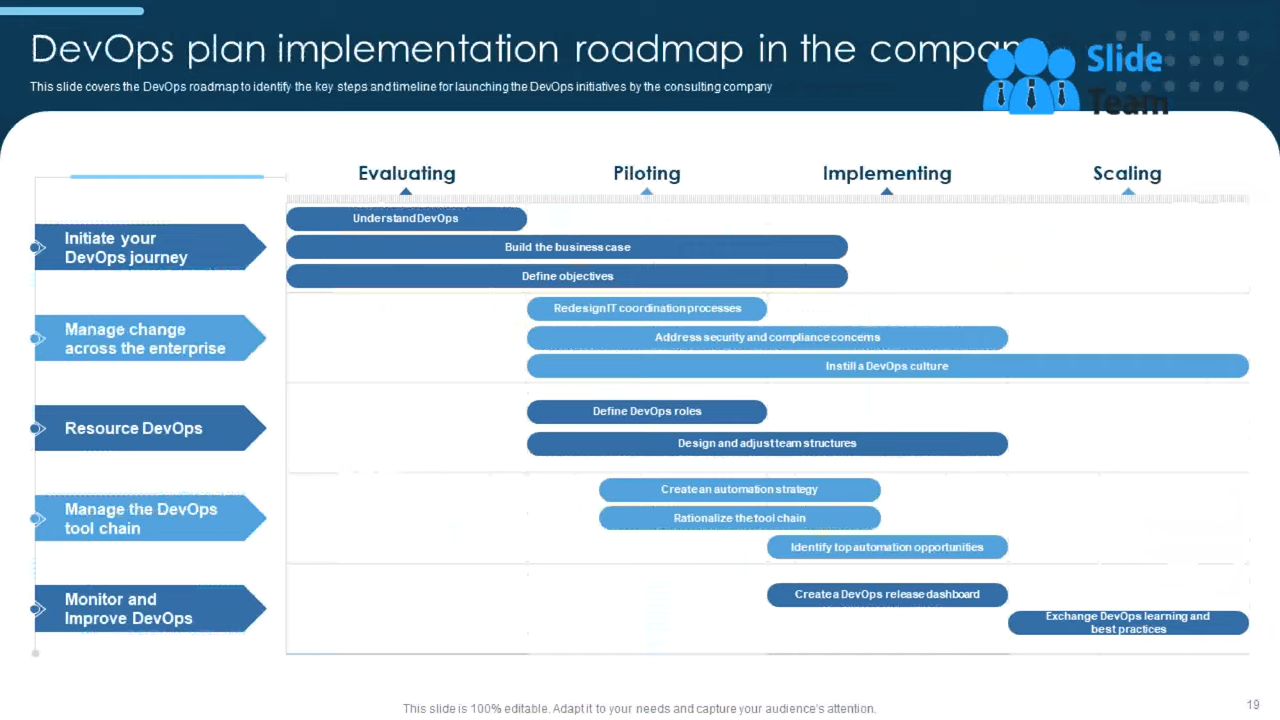 DevOps plan implementation roadmap in the compan
Slide
Team
This slide covers the DevOps roadmap to identify the key steps and timeline for launching the DevOps initiatives by the consulting company
Evaluating
Piloting
Implementing
Scaling
Initiate your
DevOps journey
Understand DevOps
Build the business case
Define objectives
Manage change
across the enterprise
Redesign IT coordination processes
Address security and compliance concerns
Instill a DevOps culture
Resource DevOps
Define DevOps roles
Design and adjust team structures
Manage the DevOps
tool chain
Create an automation strategy
Rationalize the tool chain
Identify top automation opportunities
Monitor and
Improve DevOps
Create a DevOps release dashboard
Exchange DevOps learning and
best practices
This slide is 100% editable. Adapt it to your needs and capture your audience's attention.
19